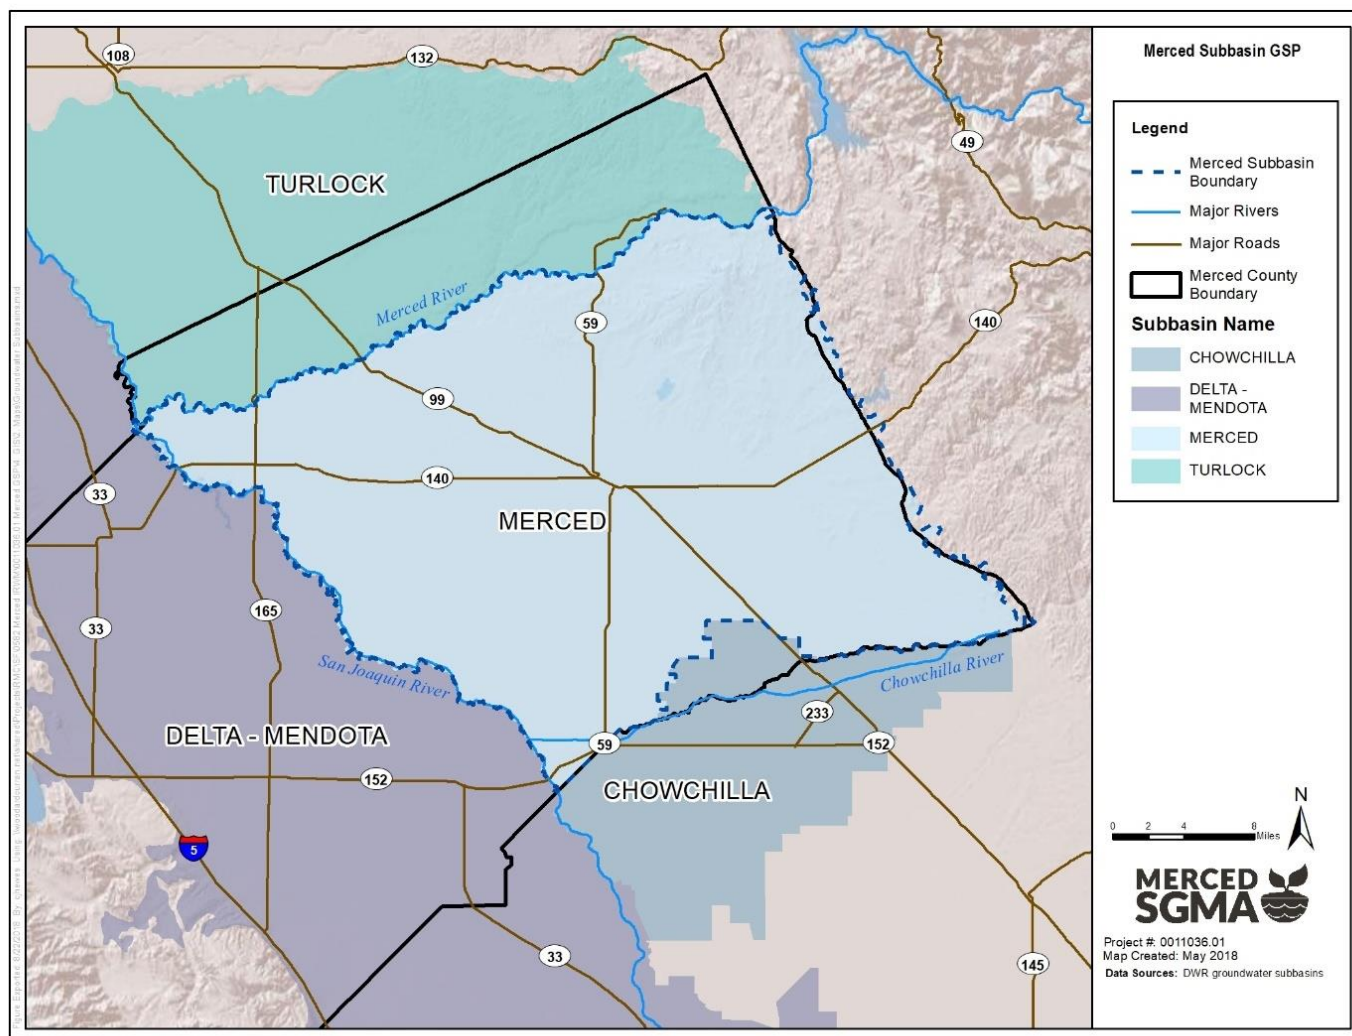 Merced Subbasin GSP
Legend
Merced Subbasin
Boundary
Major Rivers
Major Roads
Merced County
Boundary
Subbasin Name
CHOWCHILLA
DELTA -
MENDOTA
MERCED
TURLOCK
108
132
49
TURLOCK
Merced River
59
140
99
33
140
MERCED
165
33
San Joaquin River
Chowchilla River
233
DELTA - MENDOTA
59
152
152
CHOWCHILLA
5
33
145
N
0 2 4 8
Miles
MERCED
SGMA
Project #: 0011036.01
Map Created: May 2018
Data Sources: DWR groundwater subbasins